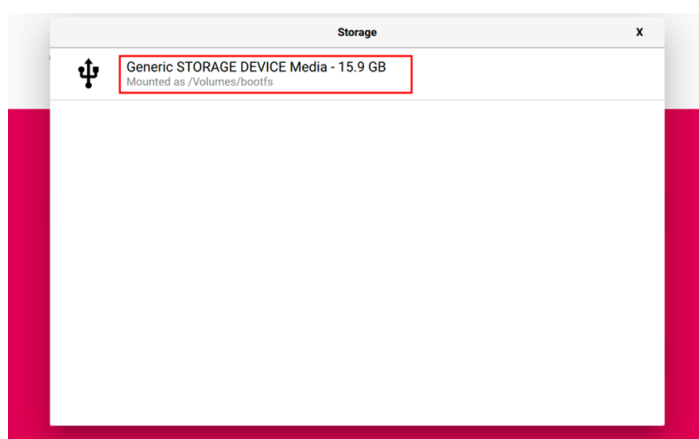 Storage
X
Generic STORAGE DEVICE Media - 15.9 GB
Mounted as /Volumes/bootfs